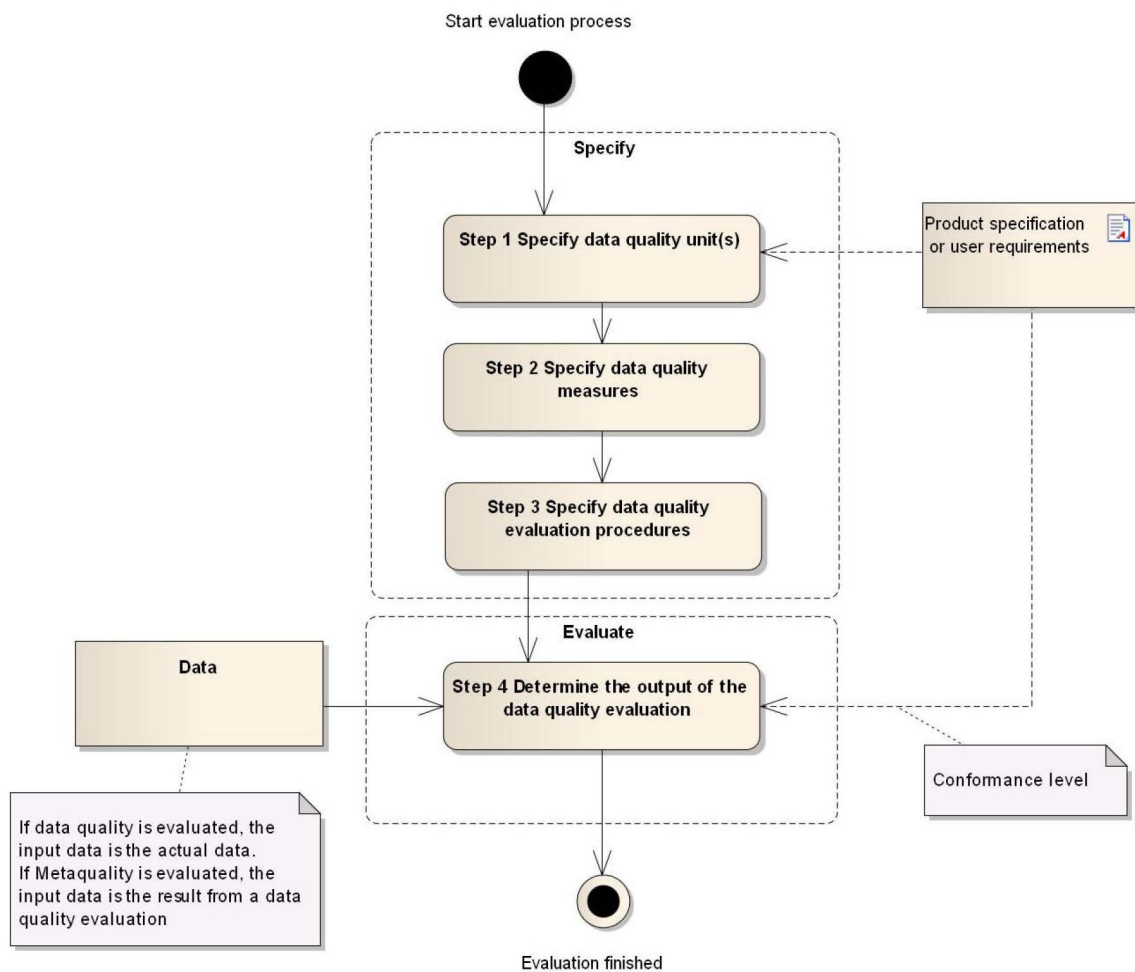 Start evaluation process
Specify
Step 1 Specify data quality unit(s)
Product specification
or user requirements
Step 2 Specify data quality
measures
Step 3 Specify data quality
evaluation procedures
Evaluate
Data
Step 4 Determine the output of the
data quality evaluation
Conformance level
If data quality is evaluated, the
input data is the actual data.
If Metaquality is evaluated, the
input data is the result from a data
quality evaluation
Evaluation finished